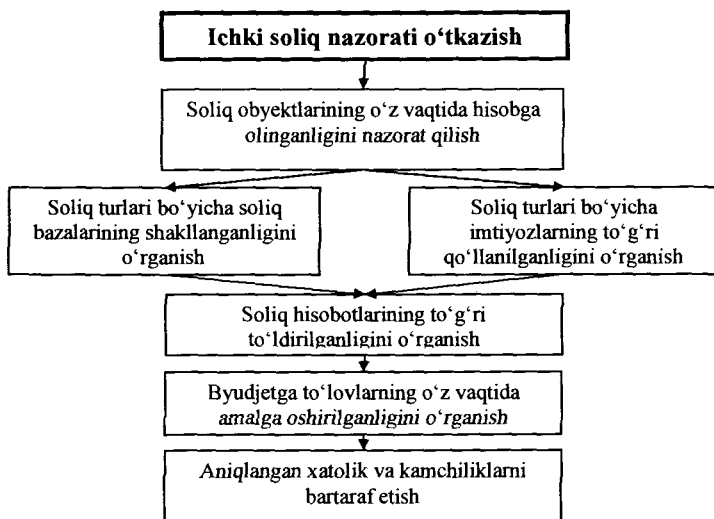 Ichki soliq nazorati o‘tkazish
Soliq obyektlarining o‘z vaqtida hisobga
olinganligini nazorat qilish
Soliq turlari bo‘yicha soliq
bazalarining shakllanganligini
o‘rganish
Soliq turlari bo‘yicha
imtiyozlarning to‘g‘ri
qo‘llanilganligini o‘rganish
Soliq hisobotlarining to‘g‘ri
to‘ldirilganligini o‘rganish
Byudjetga to‘lovlarning o‘z vaqtida
amalga oshirilganligini o‘rganish
Aniqlangan xatolik va kamchiliklarni
bartaraf etish